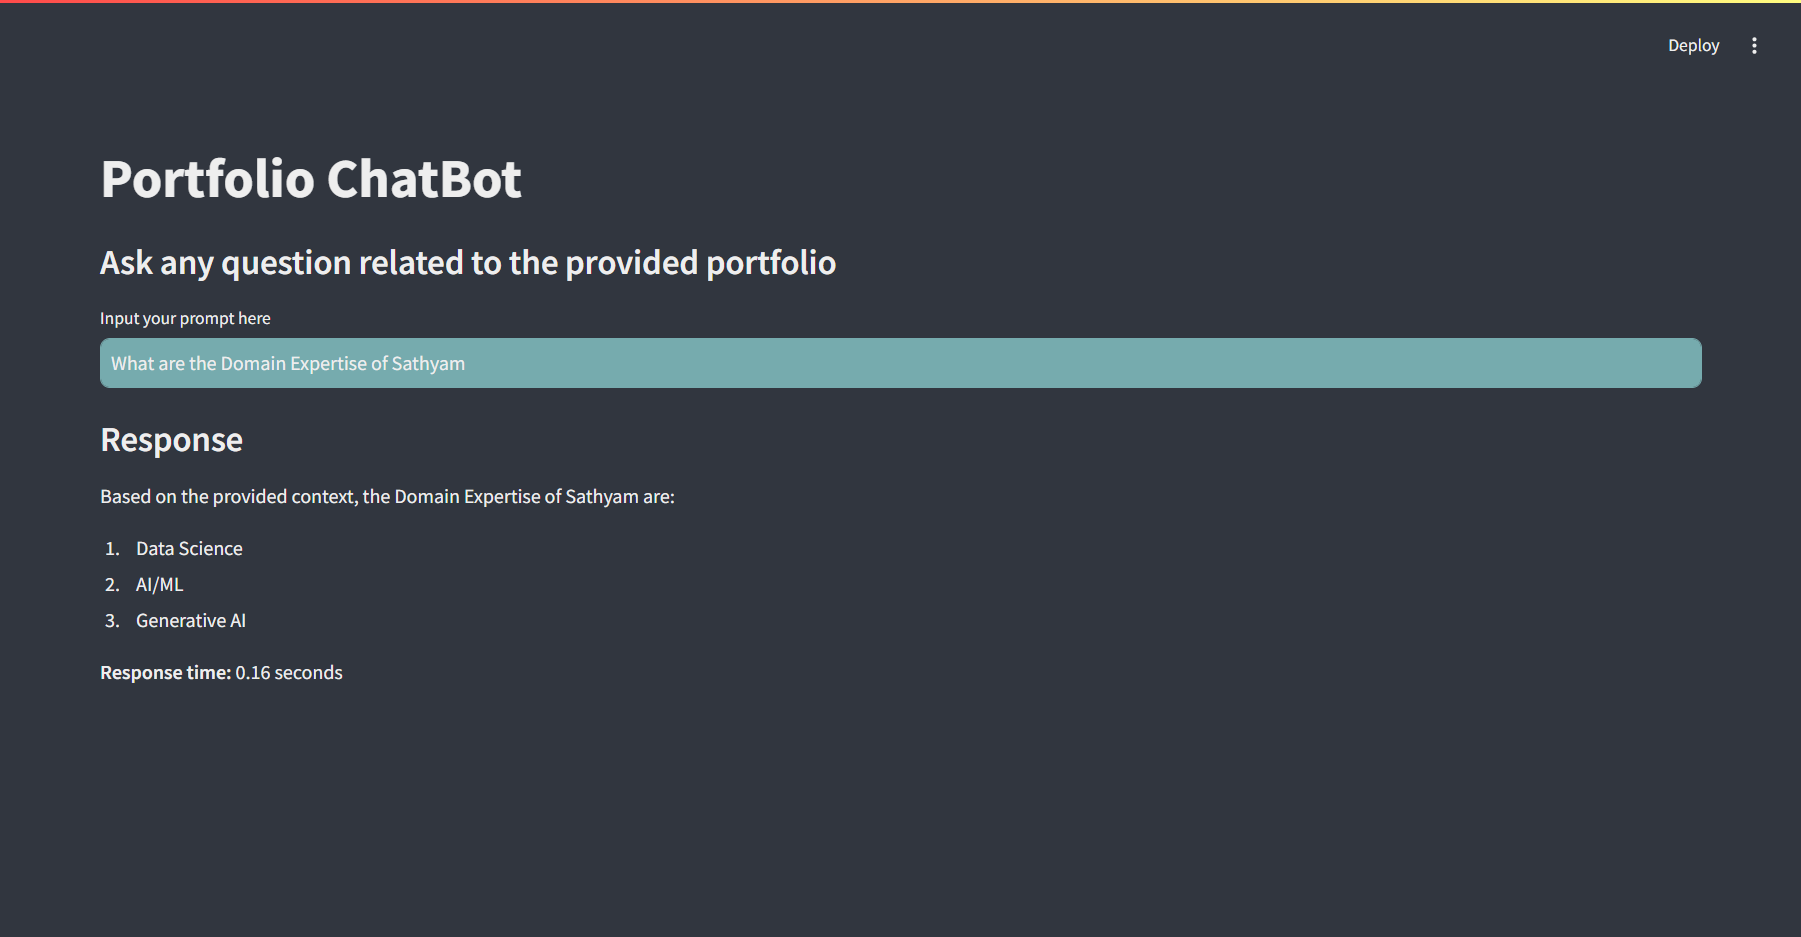 Deploy
Portfolio ChatBot
Ask any question related to the provided portfolio
Input your prompt here
What are the Domain Expertise of Sathyam
Response
Based on the provided context, the Domain Expertise of Sathyam are:
1. Data Science
2. AI/ML
3. Generative AI
Response time: 0.16 seconds